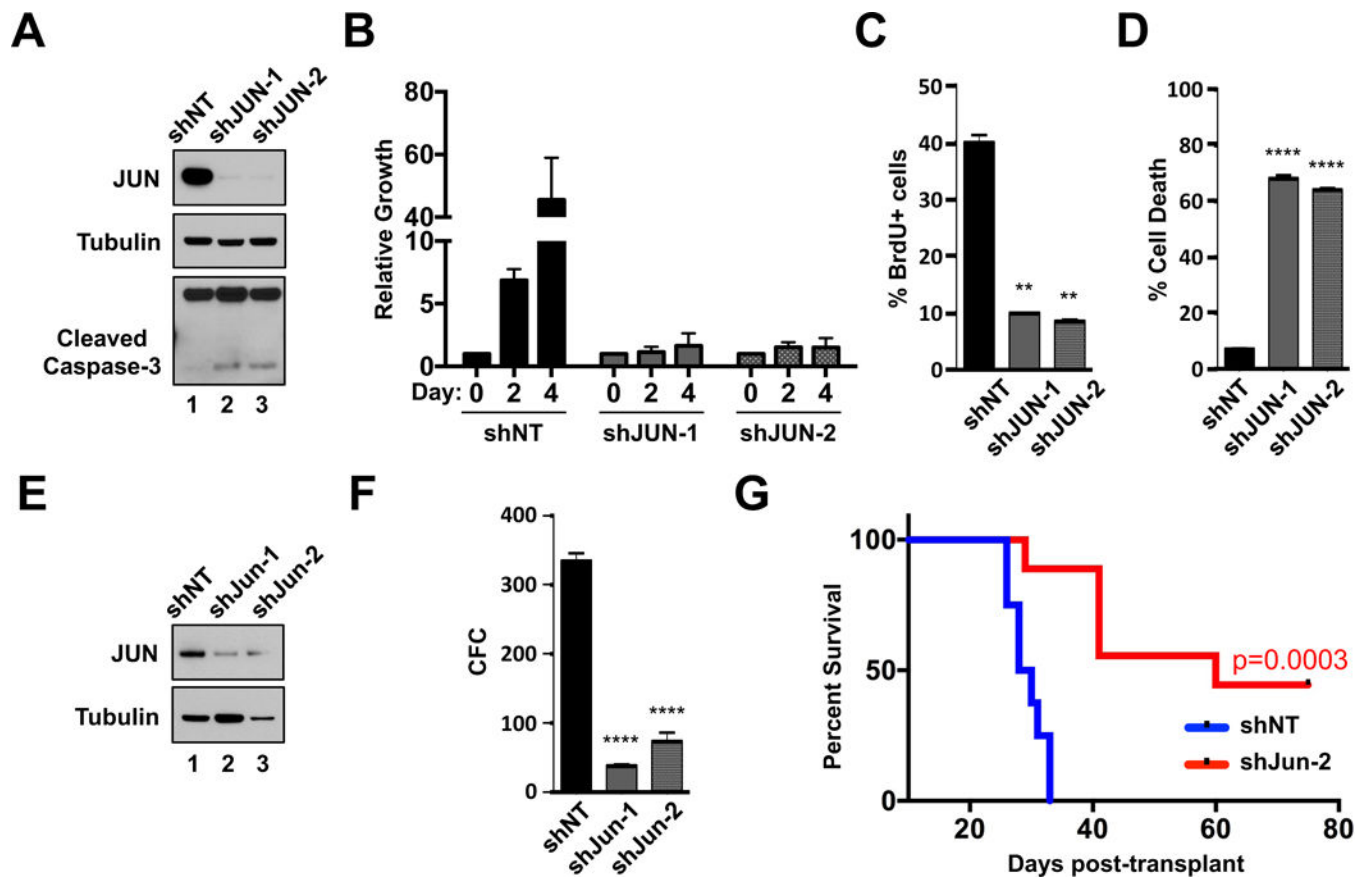 A
shNT
shJUN-1
shJUN-2
JUN
Tubulin
Cleaved
Caspase-3
1 2 3
B
Relative Growth
80
60
40
10
5
0
Day: 0 2 4 0 2 4 0 2 4
shNT shJUN-1 shJUN-2
C
% BrdU+ cells
50
40
30
20
10
0
** **
shNT
shJUN-1
shJUN-2
D
% Cell Death
100
80
60
40
20
0
**** ****
shNT
shJUN-1
shJUN-2
E
shNT
shJun-1
shJun-2
JUN
Tubulin
1 2 3
F
CFC
400
300
200
100
0
**** ****
shNT
shJun-1
shJun-2
G
Percent Survival
100
50
0
p=0.0003
shNT
shJun-2
20 40 60 80
Days post-transplant